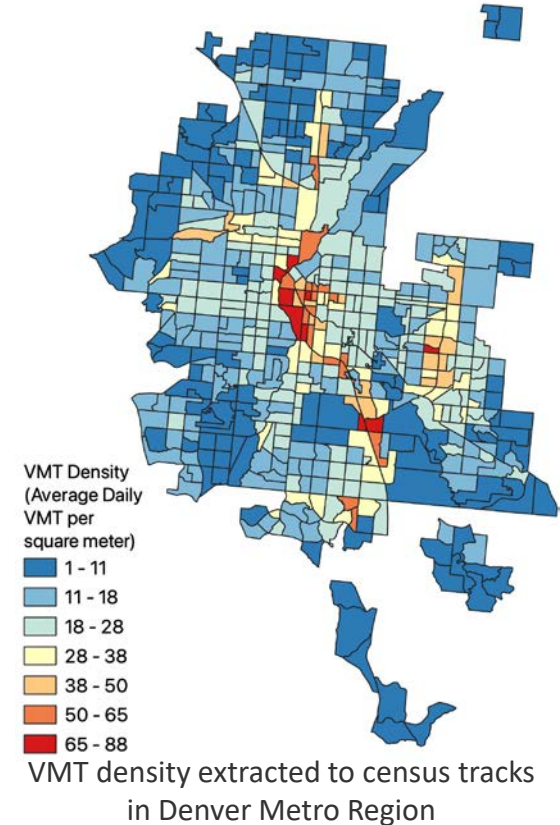 VMT Density
(Average Daily
VMT per
square meter)
1 - 11
11 - 18
18 - 28
28 - 38
38 - 50
50 - 65
65 - 88
VMT density extracted to census tracks
in Denver Metro Region